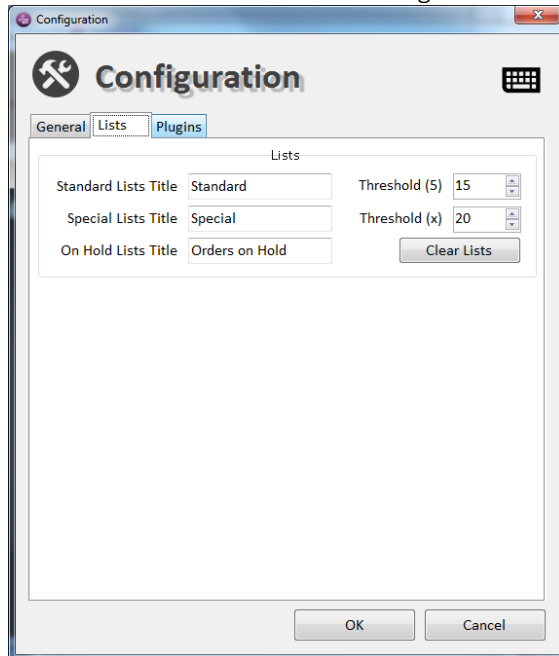 Configuration
Configuration
General Lists Plugins
Lists
Standard Lists Title Standard Threshold (5) 15
Special Lists Title Special Threshold (x) 20
On Hold Lists Title Orders on Hold Clear Lists
OK Cancel